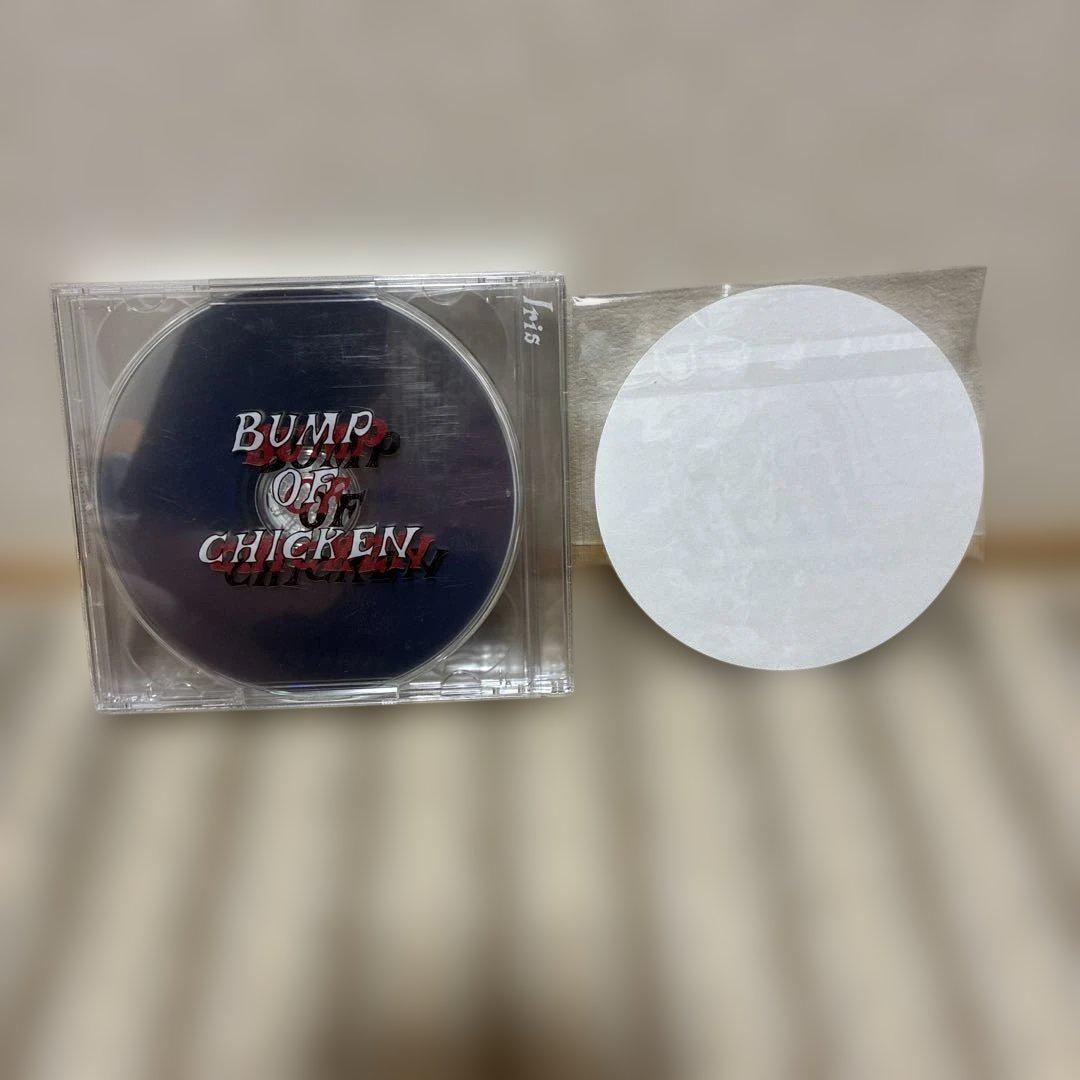 BUMP
OF
CHICKEN
Iris